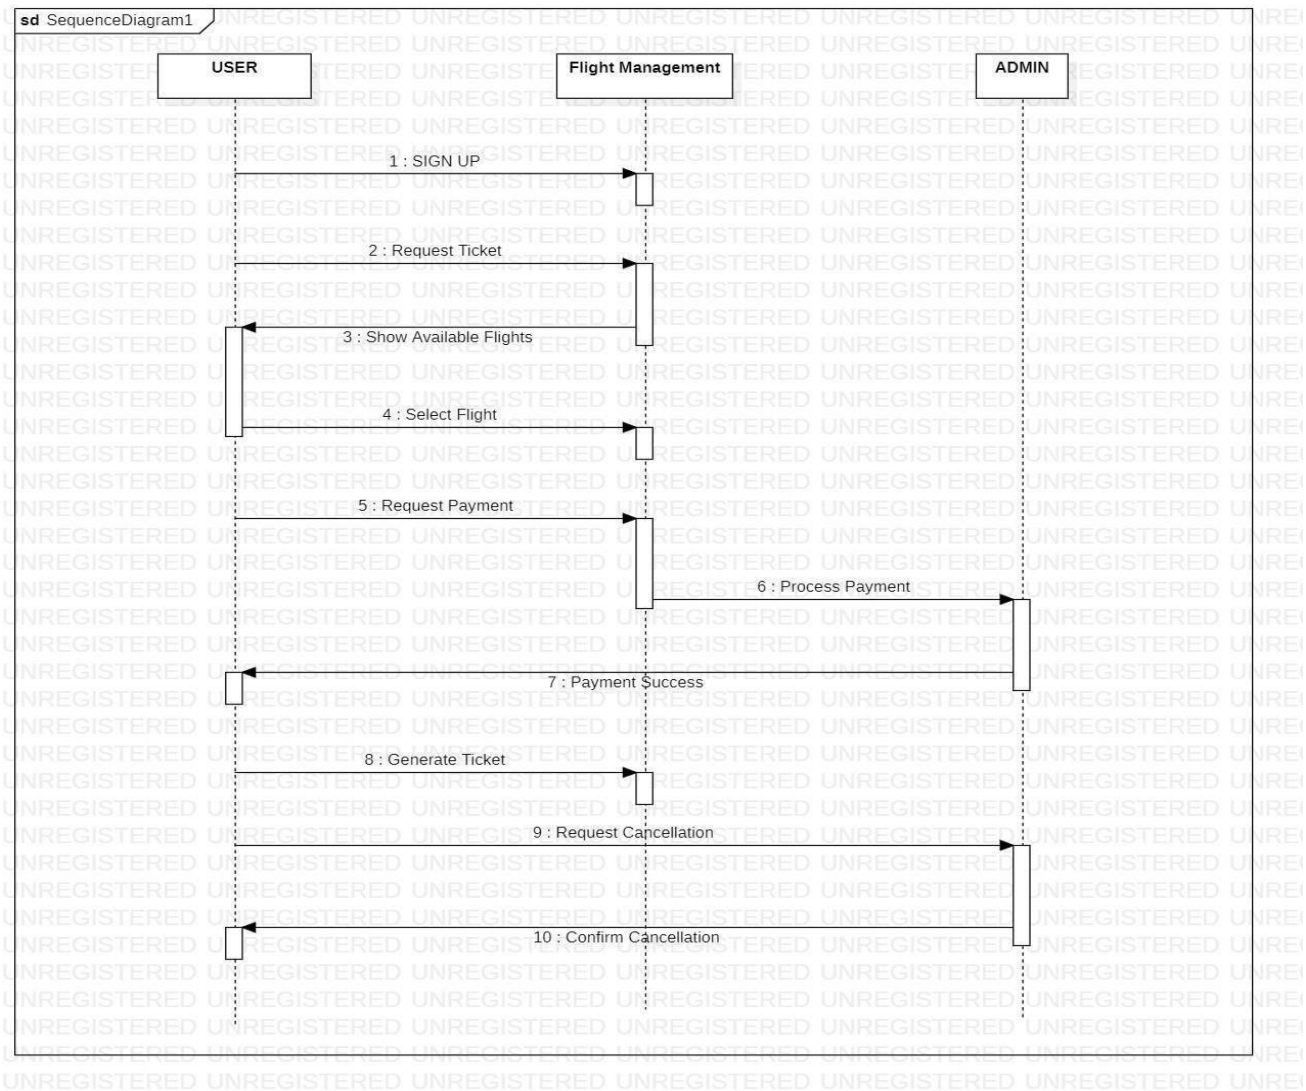 sd SequenceDiagram1
USER
Flight Management
ADMIN
1 : SIGN UP
2 : Request Ticket
3 : Show Available Flights
4 : Select Flight
5 : Request Payment
6 : Process Payment
7 : Payment Success
8 : Generate Ticket
9 : Request Cancellation
10 : Confirm Cancellation
UNREGISTERED